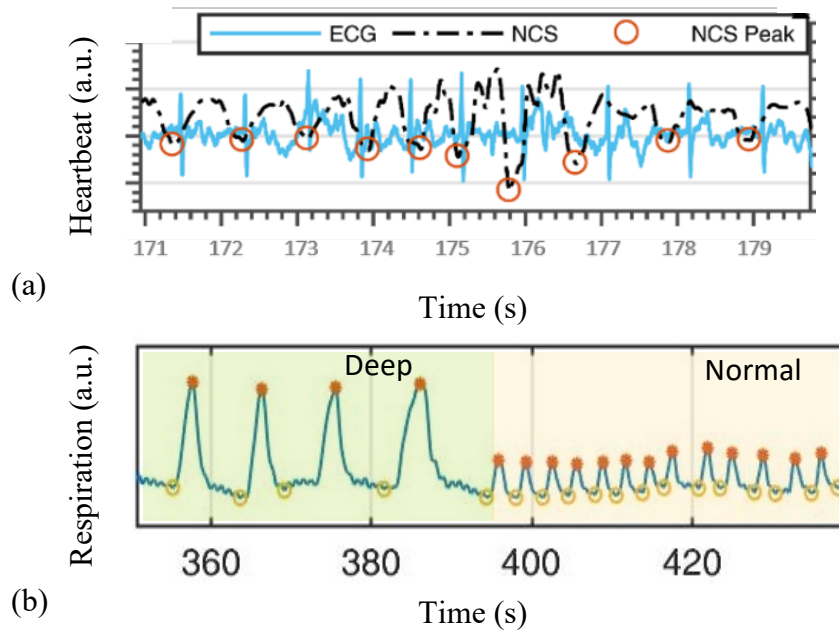 ECG NCS NCS Peak
Heartbeat (a.u.)
171 172 173 174 175 176 177 178 179
(a)
Time (s)
Deep Normal
Respiration (a.u.)
360 380 400 420
(b)
Time (s)